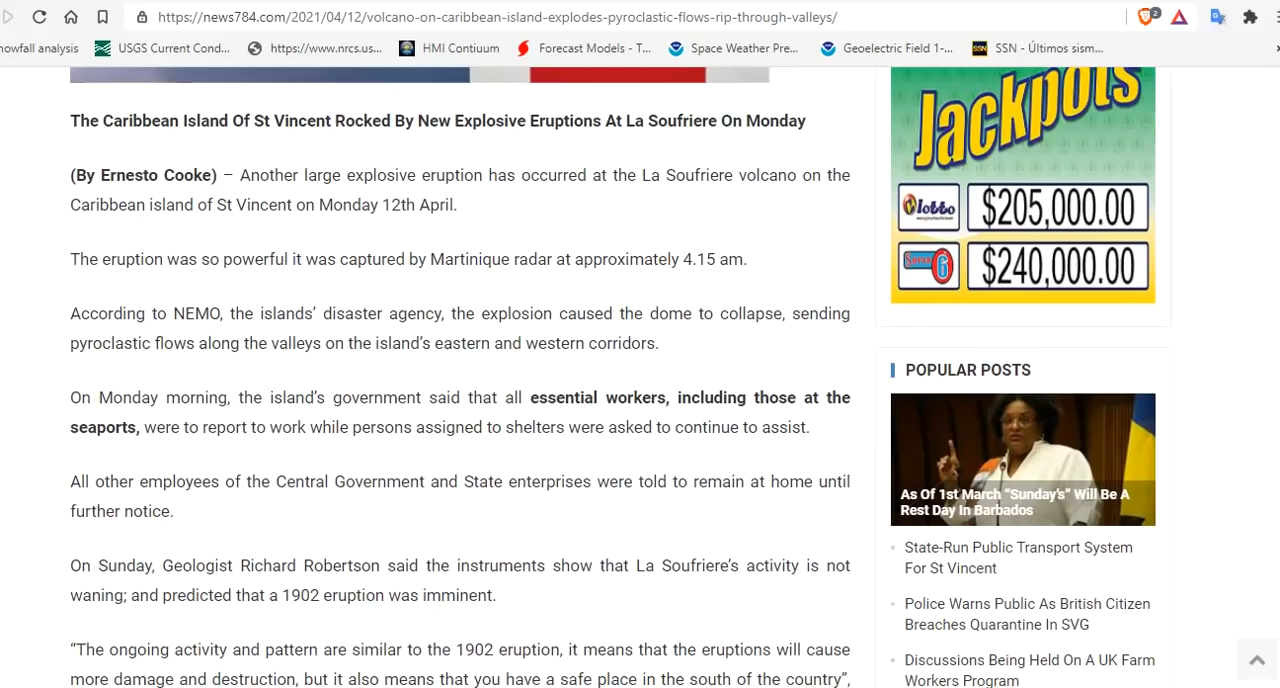 https://news784.com/2021/04/12/volcano-on-caribbean-island-explodes-pyroclastic-flows-rip-through-valleys/
2
nowfall analysis
USGS Current Cond...
https://www.nrcs.us...
HMI Contiuum
Forecast Models - T...
Space Weather Pre...
Geoelectric Field 1-...
SSN
SSN - Últimos sism...
The Caribbean Island Of St Vincent Rocked By New Explosive Eruptions At La Soufriere On Monday
(By Ernesto Cooke) – Another large explosive eruption has occurred at the La Soufriere volcano on the
Caribbean island of St Vincent on Monday 12th April.
The eruption was so powerful it was captured by Martinique radar at approximately 4.15 am.
According to NEMO, the islands’ disaster agency, the explosion caused the dome to collapse, sending
pyroclastic flows along the valleys on the island’s eastern and western corridors.
On Monday morning, the island’s government said that all essential workers, including those at the
seaports, were to report to work while persons assigned to shelters were asked to continue to assist.
All other employees of the Central Government and State enterprises were told to remain at home until
further notice.
On Sunday, Geologist Richard Robertson said the instruments show that La Soufriere’s activity is not
waning; and predicted that a 1902 eruption was imminent.
“The ongoing activity and pattern are similar to the 1902 eruption, it means that the eruptions will cause
more damage and destruction, but it also means that you have a safe place in the south of the country”,
Jackpots
lotto
$205,000.00
Super 6
$240,000.00
POPULAR POSTS
As Of 1st March “Sunday’s” Will Be A
Rest Day In Barbados
State-Run Public Transport System
For St Vincent
Police Warns Public As British Citizen
Breaches Quarantine In SVG
Discussions Being Held On A UK Farm
Workers Program